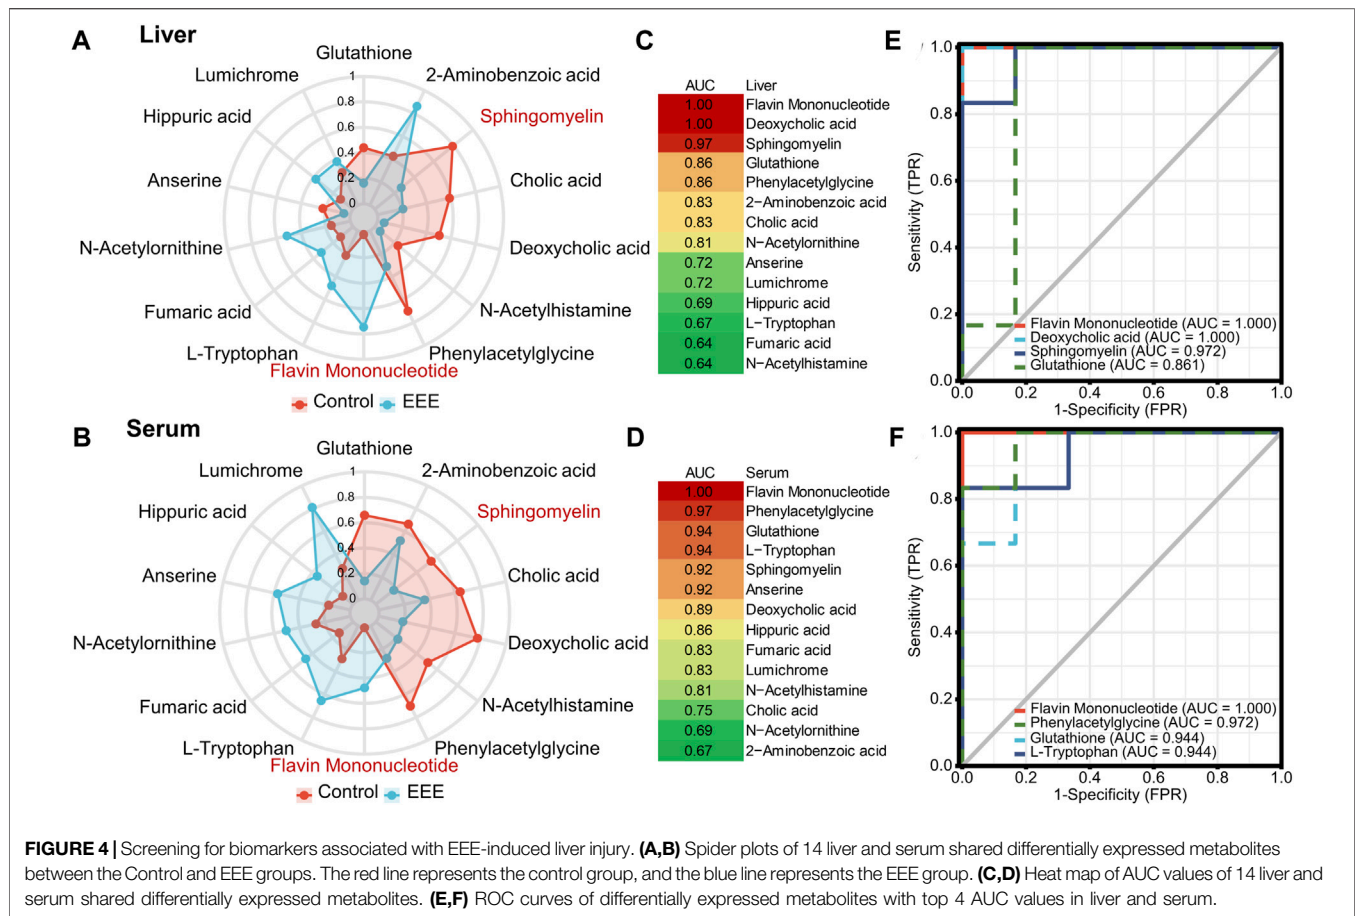 A Liver
Glutathione
2-Aminobenzoic acid
Sphingomyelin
Cholic acid
Deoxycholic acid
N-Acetylhistamine
Phenylacetylglycine
Flavin Mononucleotide
L-Tryptophan
Fumaric acid
N-Acetylornithine
Anserine
Hippuric acid
Lumichrome
1
0.8
0.6
0.4
0.2
0
Control EEE
C
AUC Liver
1.00 Flavin Mononucleotide
1.00 Deoxycholic acid
0.97 Sphingomyelin
0.86 Glutathione
0.86 Phenylacetylglycine
0.83 2−Aminobenzoic acid
0.83 Cholic acid
0.81 N−Acetylornithine
0.72 Anserine
0.72 Lumichrome
0.69 Hippuric acid
0.67 L−Tryptophan
0.64 Fumaric acid
0.64 N−Acetylhistamine
E
Sensitivity (TPR)
1.0
0.8
0.6
0.4
0.2
0.0
Flavin Mononucleotide (AUC = 1.000)
Deoxycholic acid (AUC = 1.000)
Sphingomyelin (AUC = 0.972)
Glutathione (AUC = 0.861)
0.0 0.2 0.4 0.6 0.8 1.0
1-Specificity (FPR)
B Serum
Glutathione
2-Aminobenzoic acid
Sphingomyelin
Cholic acid
Deoxycholic acid
N-Acetylhistamine
Phenylacetylglycine
Flavin Mononucleotide
L-Tryptophan
Fumaric acid
N-Acetylornithine
Anserine
Hippuric acid
Lumichrome
1
0.8
0.6
0.4
0.2
0
Control EEE
D
AUC Serum
1.00 Flavin Mononucleotide
0.97 Phenylacetylglycine
0.94 Glutathione
0.94 L−Tryptophan
0.92 Sphingomyelin
0.92 Anserine
0.89 Deoxycholic acid
0.86 Hippuric acid
0.83 Fumaric acid
0.83 Lumichrome
0.81 N−Acetylhistamine
0.75 Cholic acid
0.69 N−Acetylornithine
0.67 2−Aminobenzoic acid
F
Sensitivity (TPR)
1.0
0.8
0.6
0.4
0.2
0.0
Flavin Mononucleotide (AUC = 1.000)
Phenylacetylglycine (AUC = 0.972)
Glutathione (AUC = 0.944)
L-Tryptophan (AUC = 0.944)
0.0 0.2 0.4 0.6 0.8 1.0
1-Specificity (FPR)
FIGURE 4 | Screening for biomarkers associated with EEE-induced liver injury. (A,B) Spider plots of 14 liver and serum shared differentially expressed metabolites
between the Control and EEE groups. The red line represents the control group, and the blue line represents the EEE group. (C,D) Heat map of AUC values of 14 liver and
serum shared differentially expressed metabolites. (E,F) ROC curves of differentially expressed metabolites with top 4 AUC values in liver and serum.